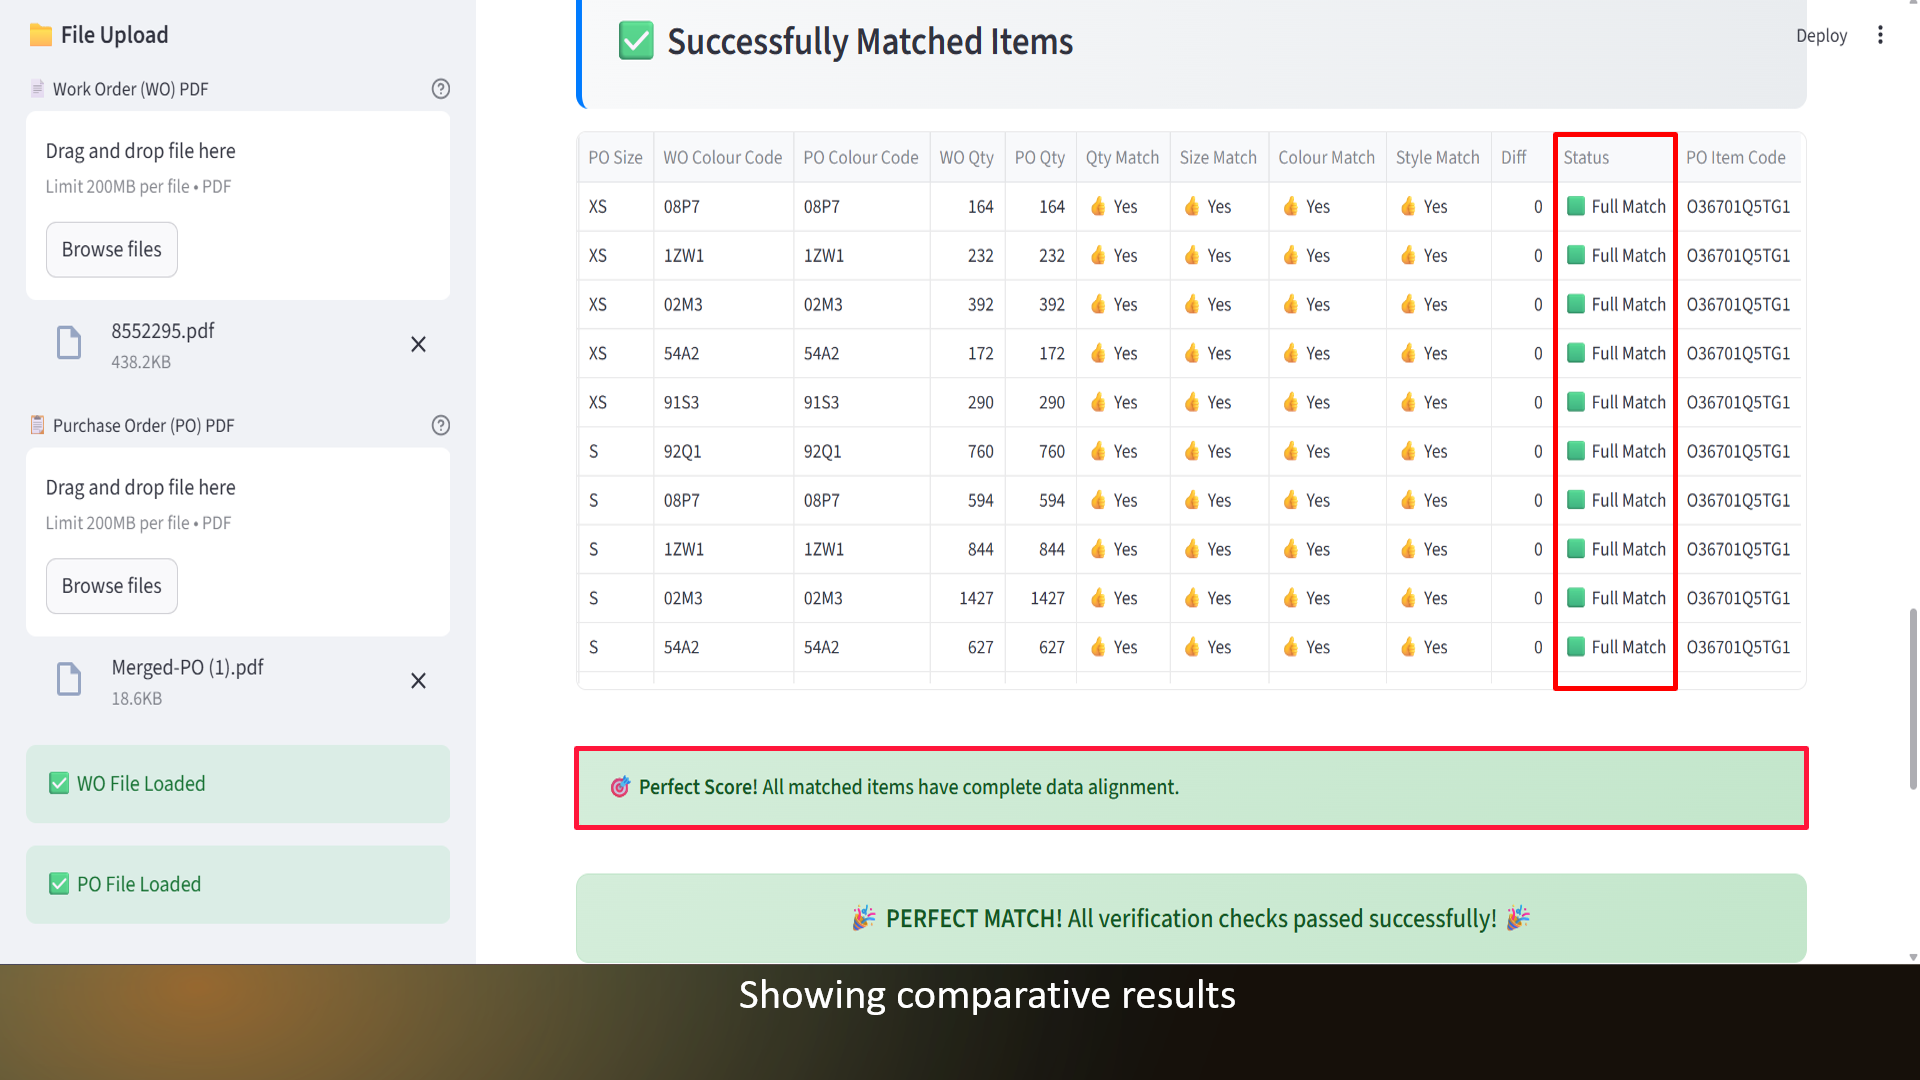 File Upload
Work Order (WO) PDF
Drag and drop file here
Limit 200MB per file • PDF
Browse files
8552295.pdf
438.2KB
Purchase Order (PO) PDF
Drag and drop file here
Limit 200MB per file • PDF
Browse files
Merged-PO (1).pdf
18.6KB
WO File Loaded
PO File Loaded
Deploy
Successfully Matched Items
PO Size WO Colour Code PO Colour Code WO Qty PO Qty Qty Match Size Match Colour Match Style Match Diff Status PO Item Code
XS 08P7 08P7 164 164 Yes Yes Yes Yes 0 Full Match O36701Q5TG1
XS 1ZW1 1ZW1 232 232 Yes Yes Yes Yes 0 Full Match O36701Q5TG1
XS 02M3 02M3 392 392 Yes Yes Yes Yes 0 Full Match O36701Q5TG1
XS 54A2 54A2 172 172 Yes Yes Yes Yes 0 Full Match O36701Q5TG1
XS 91S3 91S3 290 290 Yes Yes Yes Yes 0 Full Match O36701Q5TG1
S 92Q1 92Q1 760 760 Yes Yes Yes Yes 0 Full Match O36701Q5TG1
S 08P7 08P7 594 594 Yes Yes Yes Yes 0 Full Match O36701Q5TG1
S 1ZW1 1ZW1 844 844 Yes Yes Yes Yes 0 Full Match O36701Q5TG1
S 02M3 02M3 1427 1427 Yes Yes Yes Yes 0 Full Match O36701Q5TG1
S 54A2 54A2 627 627 Yes Yes Yes Yes 0 Full Match O36701Q5TG1
Perfect Score! All matched items have complete data alignment.
PERFECT MATCH! All verification checks passed successfully!
Showing comparative results